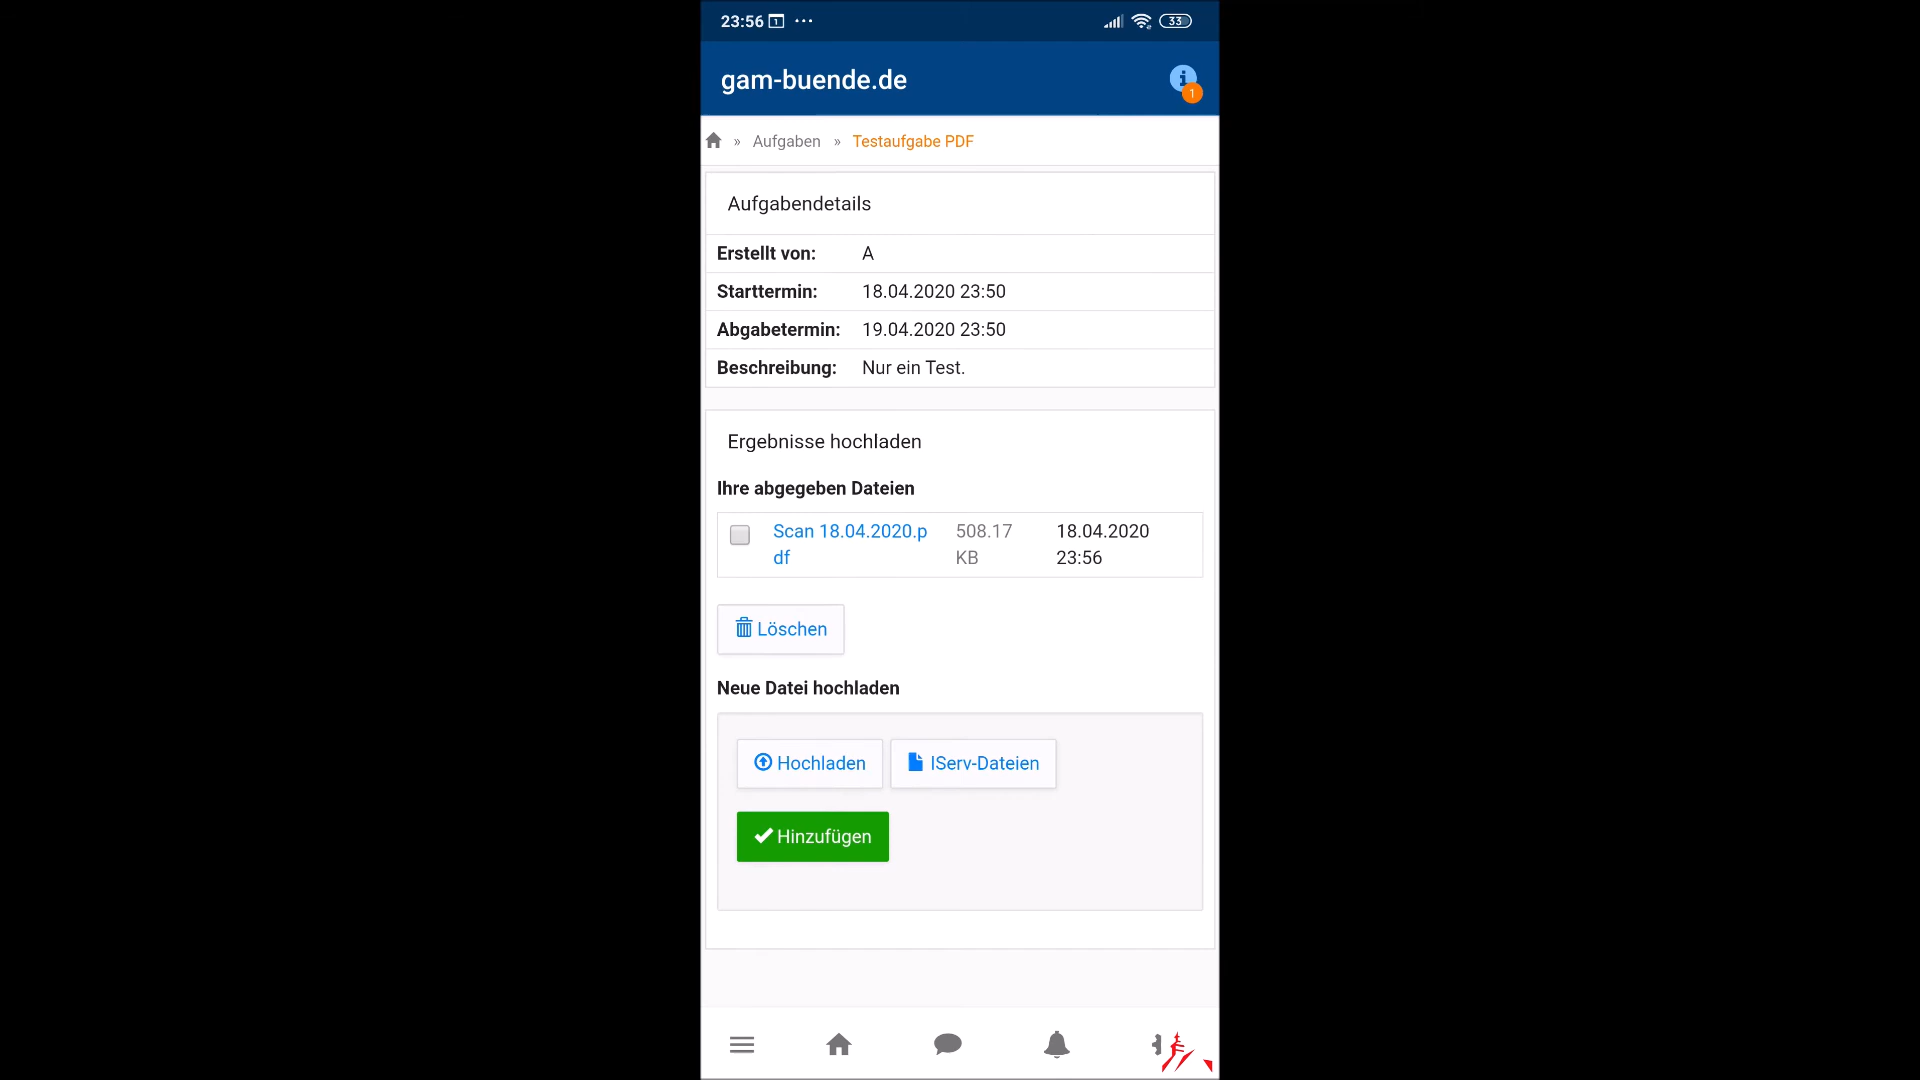 23:56 1 ... 33
gam-buende.de
1
» Aufgaben » Testaufgabe PDF
Aufgabendetails
Erstellt von: A
Starttermin: 18.04.2020 23:50
Abgabetermin: 19.04.2020 23:50
Beschreibung: Nur ein Test.
Ergebnisse hochladen
Ihre abgegeben Dateien
Scan 18.04.2020.p 508.17 18.04.2020
df KB 23:56
Löschen
Neue Datei hochladen
Hochladen IServ-Dateien
Hinzufügen